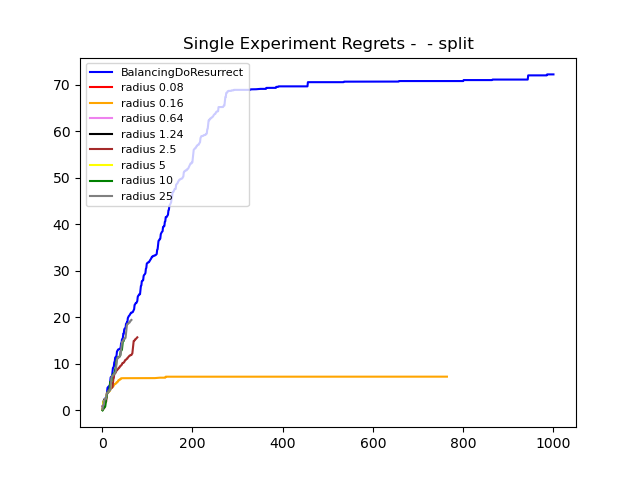 Single Experiment Regrets -  - split
BalancingDoResurrect
radius 0.08
radius 0.16
radius 0.64
radius 1.24
radius 2.5
radius 5
radius 10
radius 25
70
60
50
40
30
20
10
0
0 200 400 600 800 1000